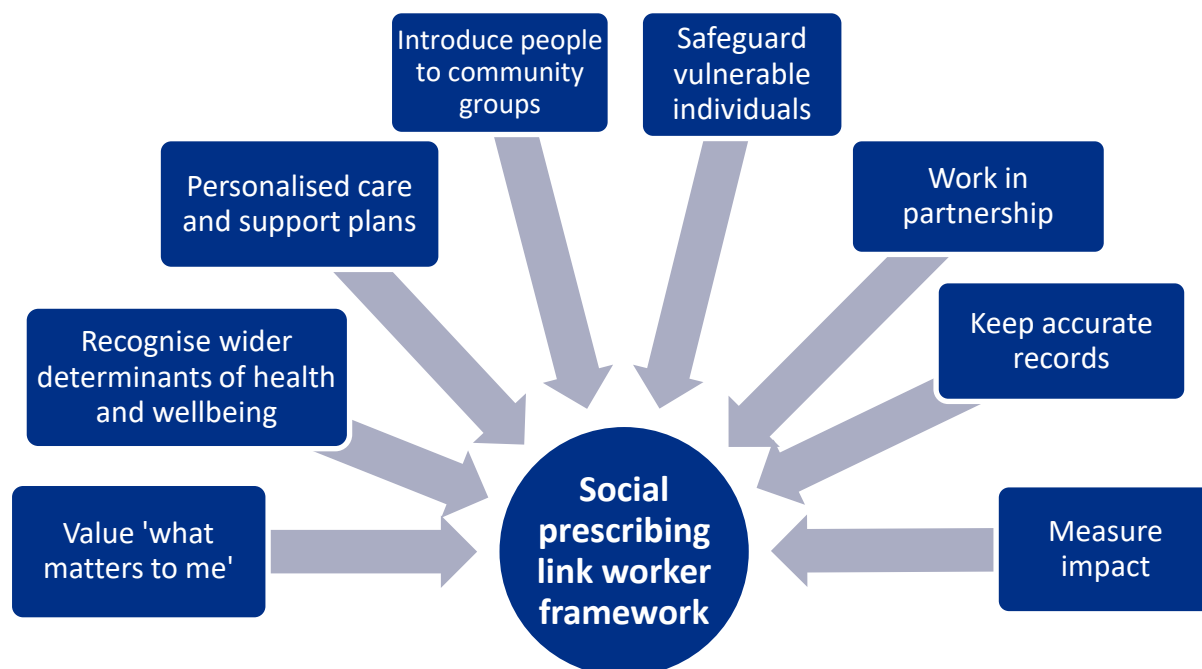 Introduce people
to community
groups
Safeguard
vulnerable
individuals
Personalised care
and support plans
Work in
partnership
Recognise wider
determinants of health
and wellbeing
Keep accurate
records
Value 'what
matters to me'
Social
prescribing
link worker
framework
Measure
impact